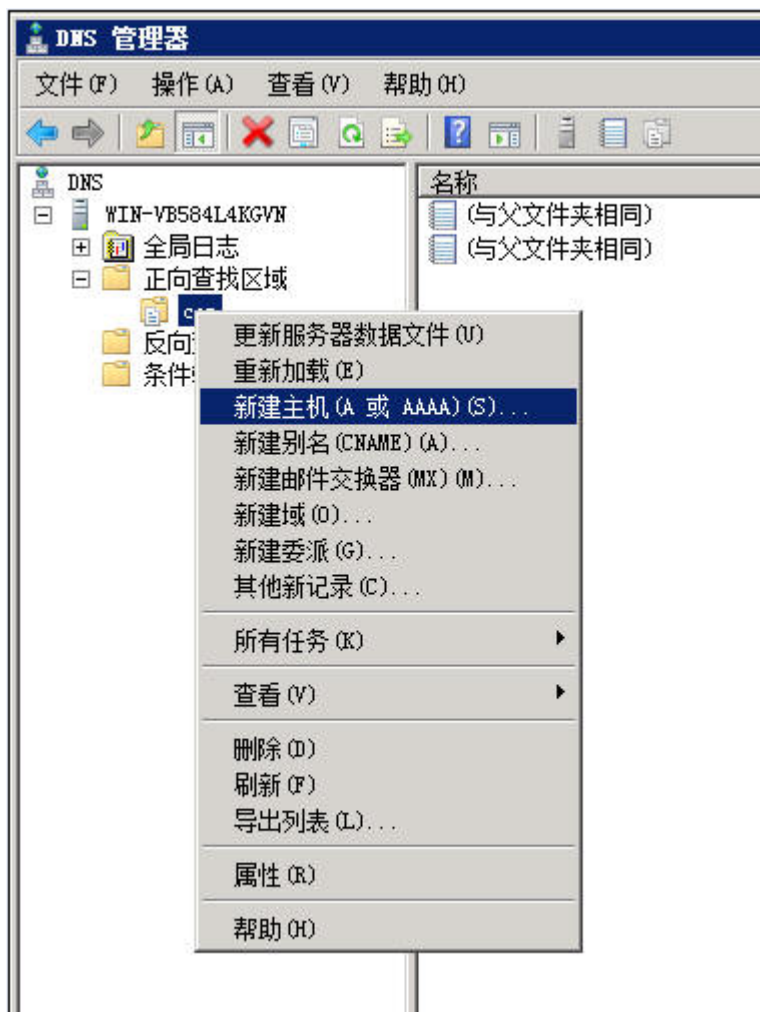 DNS 管理器
文件(F) 操作(A) 查看(V) 帮助(H)
DNS
WIN-VB584L4KGVN
全局日志
正向查找区域
反向
条件
名称
(与父文件夹相同)
(与父文件夹相同)
更新服务器数据文件(U)
重新加载(E)
新建主机(A 或 AAAA)(S)...
新建别名(CNAME)(A)...
新建邮件交换器(MX)(M)...
新建域(O)...
新建委派(G)...
其他新记录(C)...
所有任务(K)
查看(V)
删除(D)
刷新(F)
导出列表(L)...
属性(R)
帮助(H)